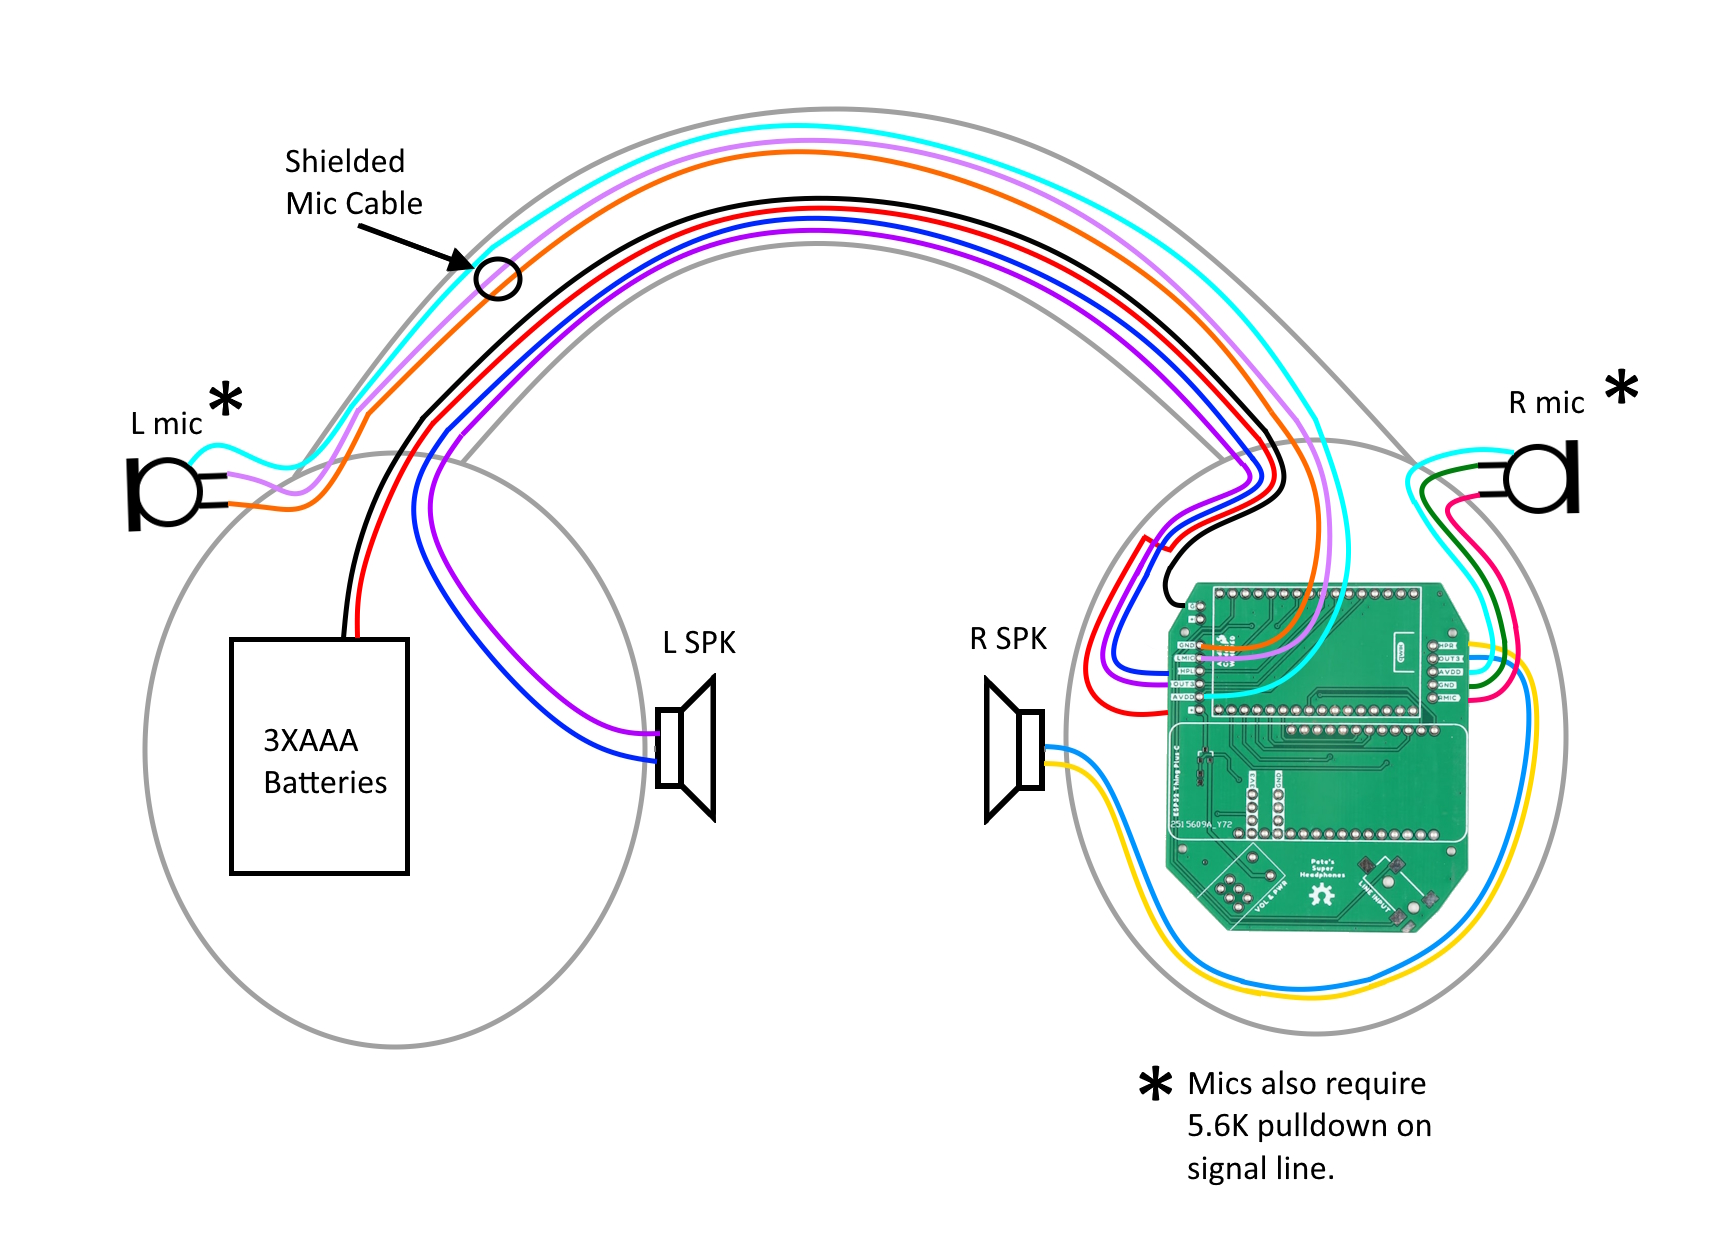 Shielded
Mic Cable
L mic *
R mic *
L SPK
R SPK
3XAAA
Batteries
GND
LMIC
HPL
OUT3
AVDD
+
HPR
OUT3
AVDD
GND
RMIC
ESP32 Thing Plus C
3V3
GND
2515609A_Y72
VOL & PWR
Pete's
Super
Headphones
LINE INPUT
* Mics also require
5.6K pulldown on
signal line.